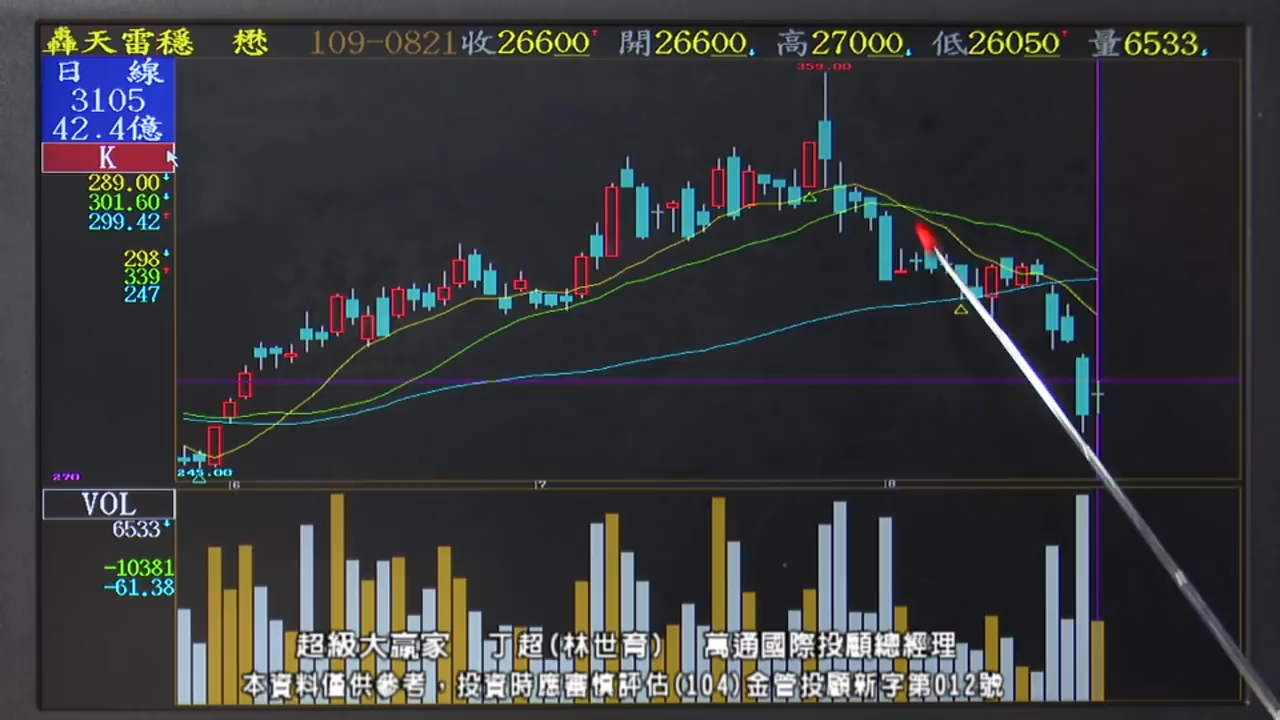 轟天雷穩 懋 109-0821收26600 開26600 高27000 低26050 量6533
日 線
3105
42.4億
K
289.00
301.60
299.42
298
339
247
359.00
245.00
270
6 7 8
VOL
6533
-10381
-61.38
超級大贏家 丁超(林世育) 萬通國際投顧總經理
本資料僅供參考，投資時應審慎評估(104)金管投顧新字第012號